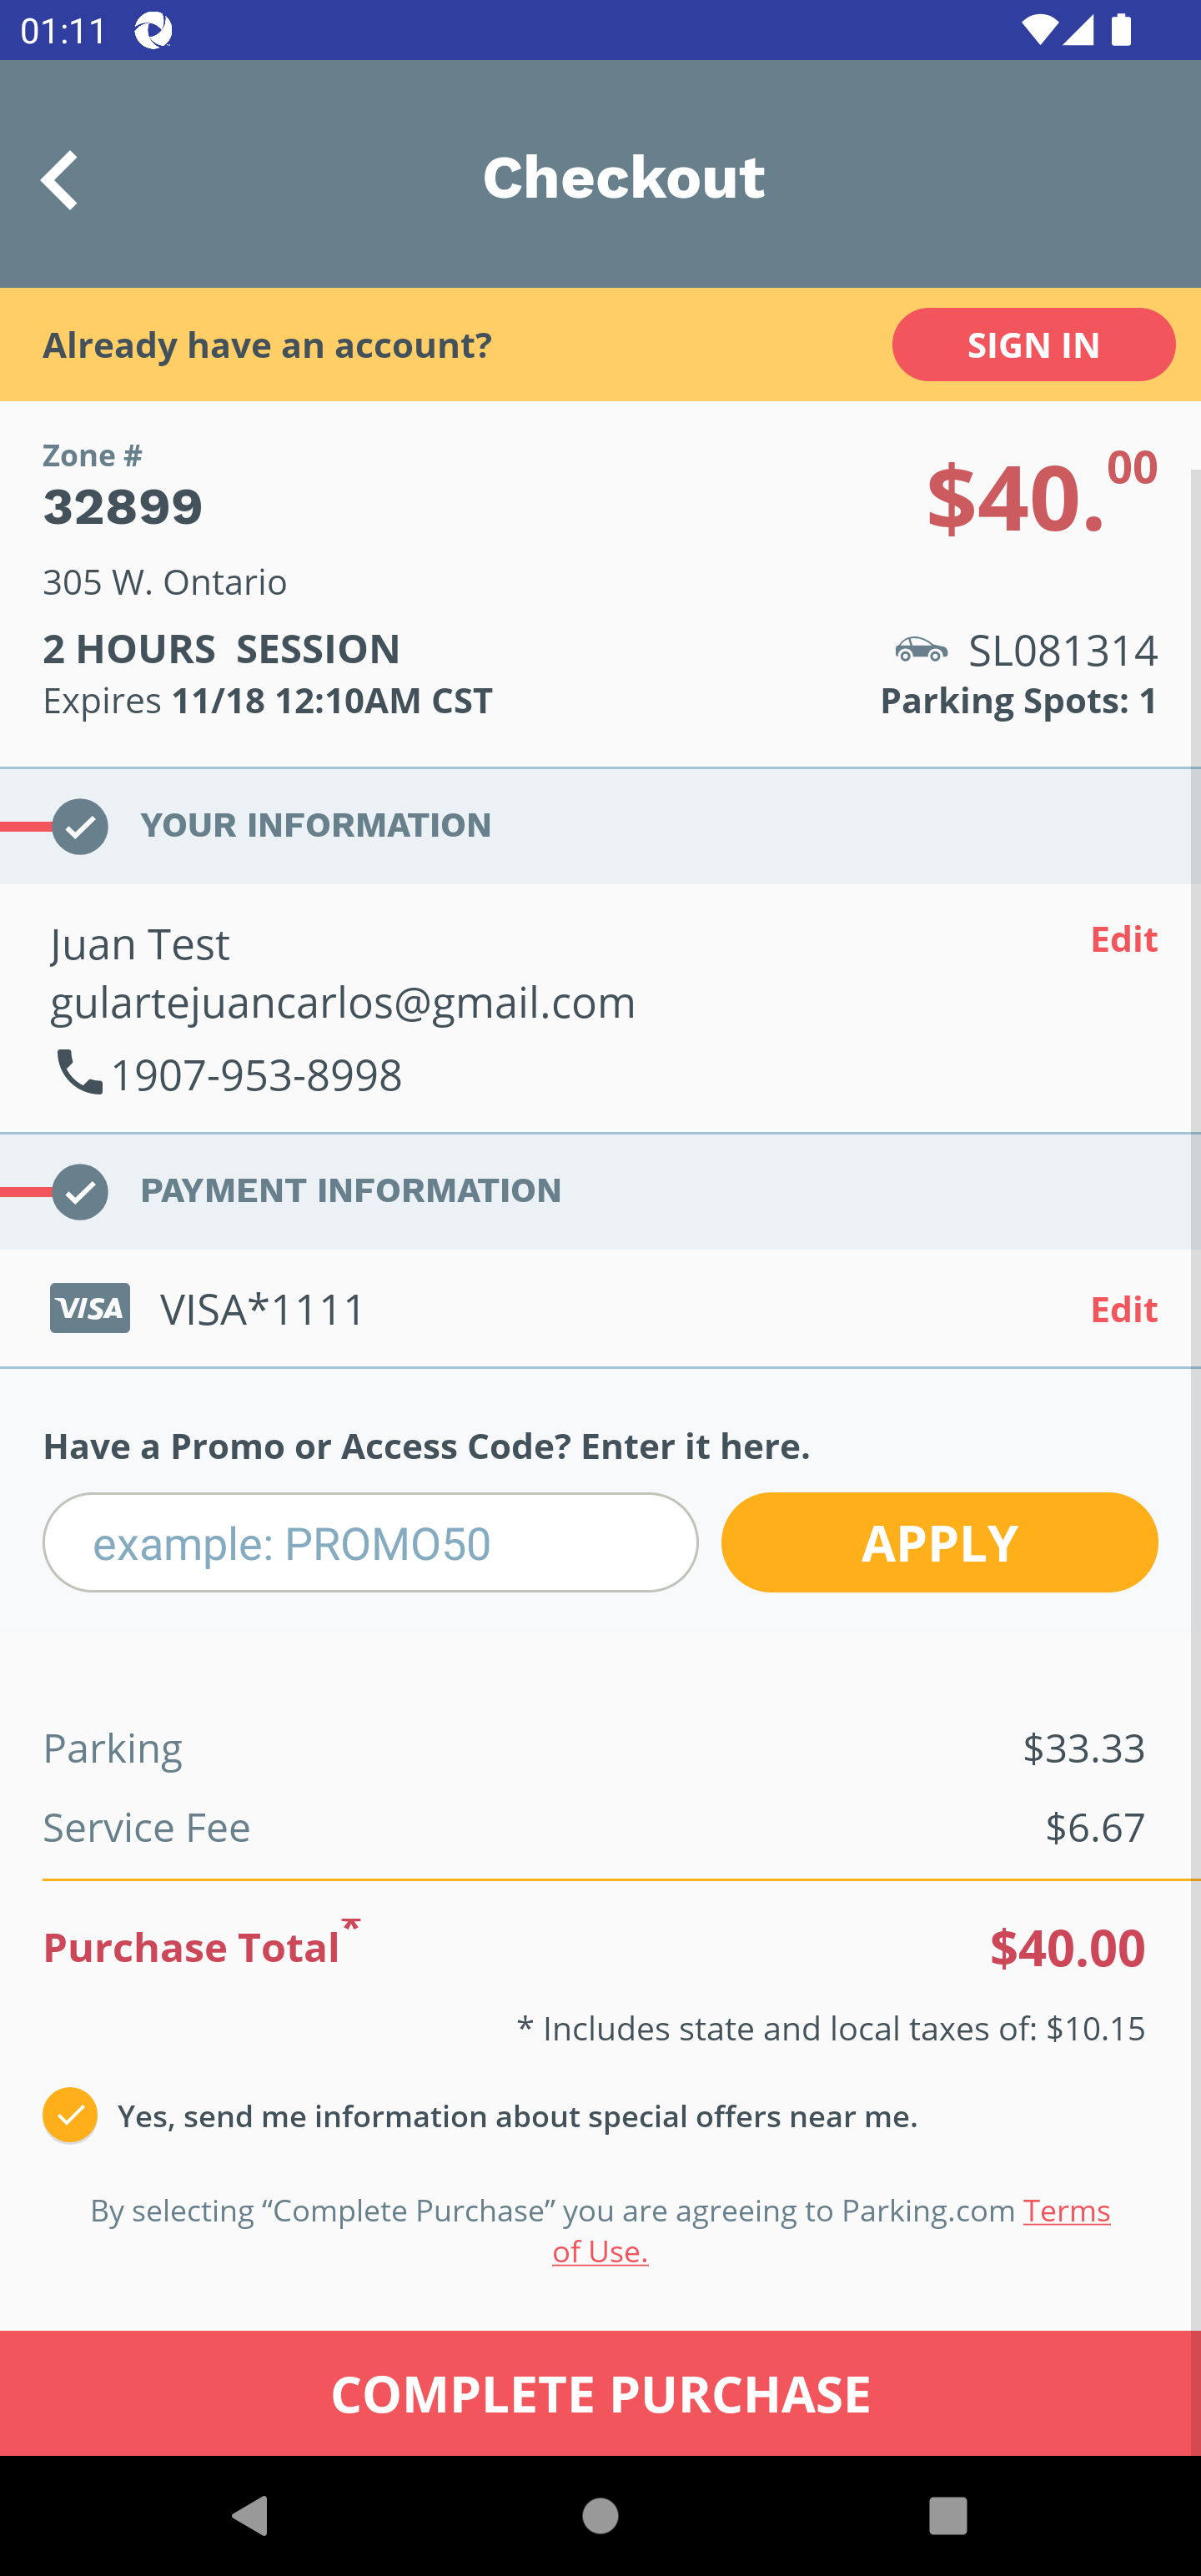 01:11
Checkout
Already have an account?
SIGN IN
Zone #
32899
$40.00
305 W. Ontario
2 HOURS  SESSION
SL081314
Expires 11/18 12:10AM CST
Parking Spots: 1
YOUR INFORMATION
Juan Test
Edit
gulartejuancarlos@gmail.com
1907-953-8998
PAYMENT INFORMATION
VISA
VISA*1111
Edit
Have a Promo or Access Code? Enter it here.
example: PROMO50
APPLY
Parking
$33.33
Service Fee
$6.67
Purchase Total*
$40.00
* Includes state and local taxes of: $10.15
Yes, send me information about special offers near me.
By selecting “Complete Purchase” you are agreeing to Parking.com Terms
of Use.
COMPLETE PURCHASE